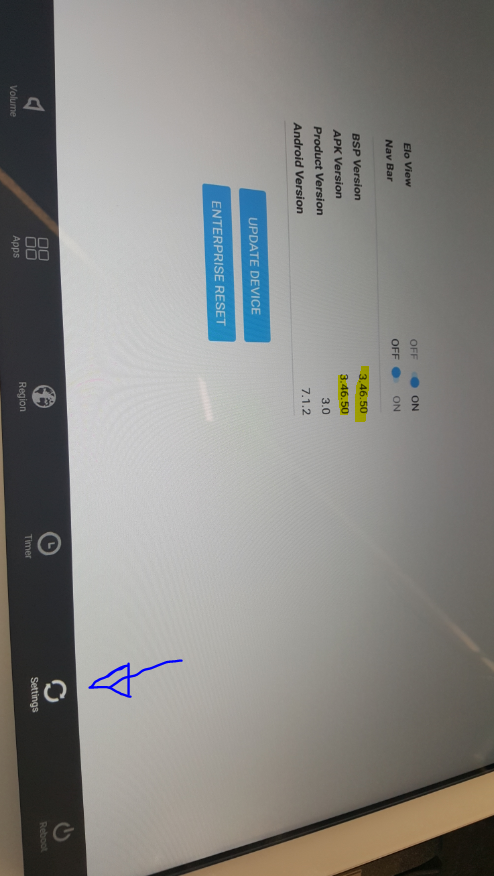 Elo View OFF ON
Nav Bar OFF ON
BSP Version 3.46.50
APK Version 3.46.50
Product Version 3.0
Android Version 7.1.2
UPDATE DEVICE
ENTERPRISE RESET
Volume
Apps
Region
Timer
Settings
Reboot